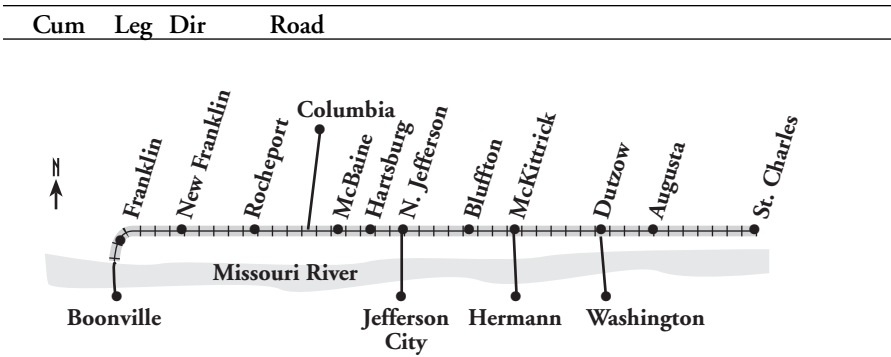 Cum Leg Dir Road
Columbia
Franklin
New Franklin
Rocheport
McBaine
Hartsburg
N. Jefferson
Bluffton
McKittrick
Dutzow
Augusta
St. Charles
N
Missouri River
Boonville
Jefferson
City
Hermann
Washington